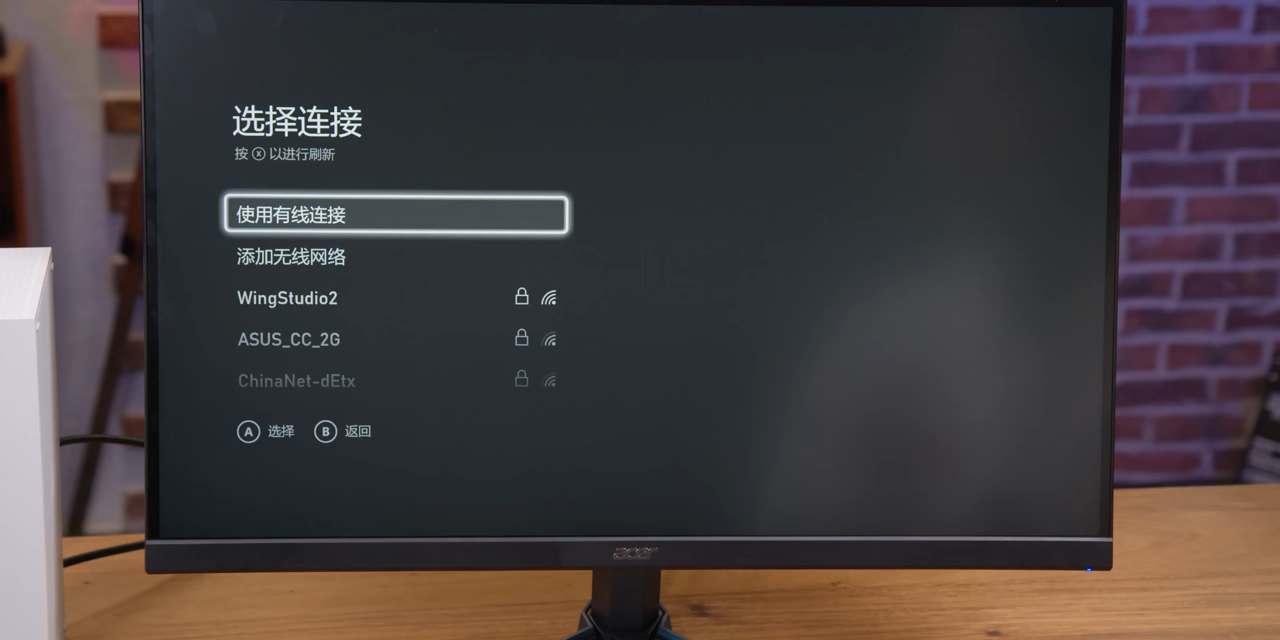 选择连接
按 ⓧ 以进行刷新
使用有线连接
添加无线网络
WingStudio2
ASUS_CC_2G
ChinaNet-dEtx
A 选择 B 返回
acer